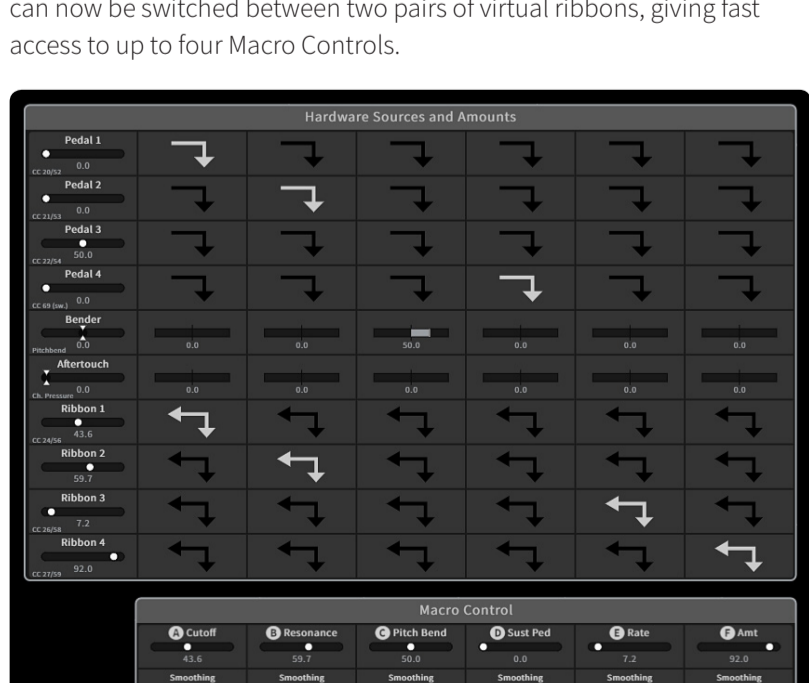 can now be switched between two pairs of virtual ribbons, giving fast
access to up to four Macro Controls.
Hardware Sources and Amounts
Pedal 1
0.0
CC 20/52
Pedal 2
0.0
CC 21/53
Pedal 3
50.0
CC 22/54
Pedal 4
0.0
CC 69 (sw.)
Bender
0.0
Pitchbend
0.0 0.0 50.0 0.0 0.0 0.0
Aftertouch
0.0
Ch. Pressure
0.0 0.0 0.0 0.0 0.0 0.0
Ribbon 1
43.6
CC 24/56
Ribbon 2
59.7
Ribbon 3
7.2
CC 26/58
Ribbon 4
92.0
CC 27/59
Macro Control
A Cutoff B Resonance C Pitch Bend D Sust Ped E Rate F Amt
43.6 59.7 50.0 0.0 7.2 92.0
Smoothing Smoothing Smoothing Smoothing Smoothing Smoothing